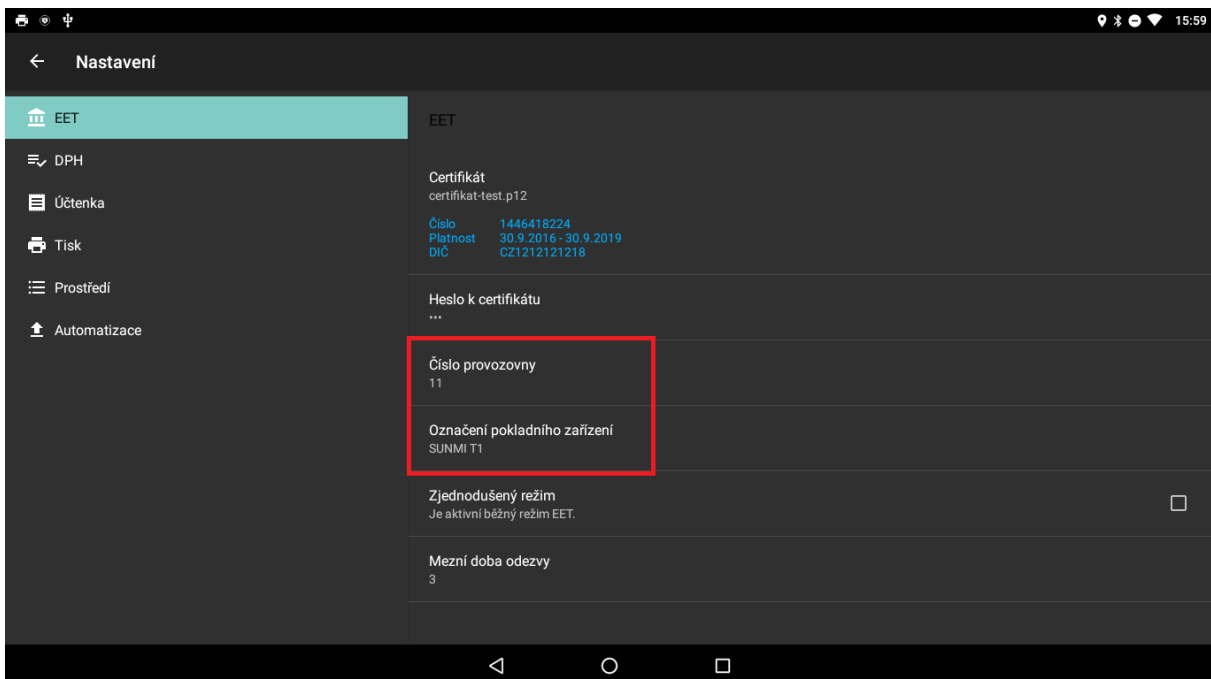 15:59
Nastavení
EET
DPH
Účtenka
Tisk
Prostředí
Automatizace
EET
Certifikát
certifikat-test.p12
Číslo 1446418224
Platnost 30.9.2016-30.9.2019
DIČ CZ1212121218
Heslo k certifikátu
•••
Číslo provozovny
11
Označení pokladního zařízení
SUNMI T1
Zjednodušený režim
Je aktivní běžný režim EET.
Mezní doba odezvy
3